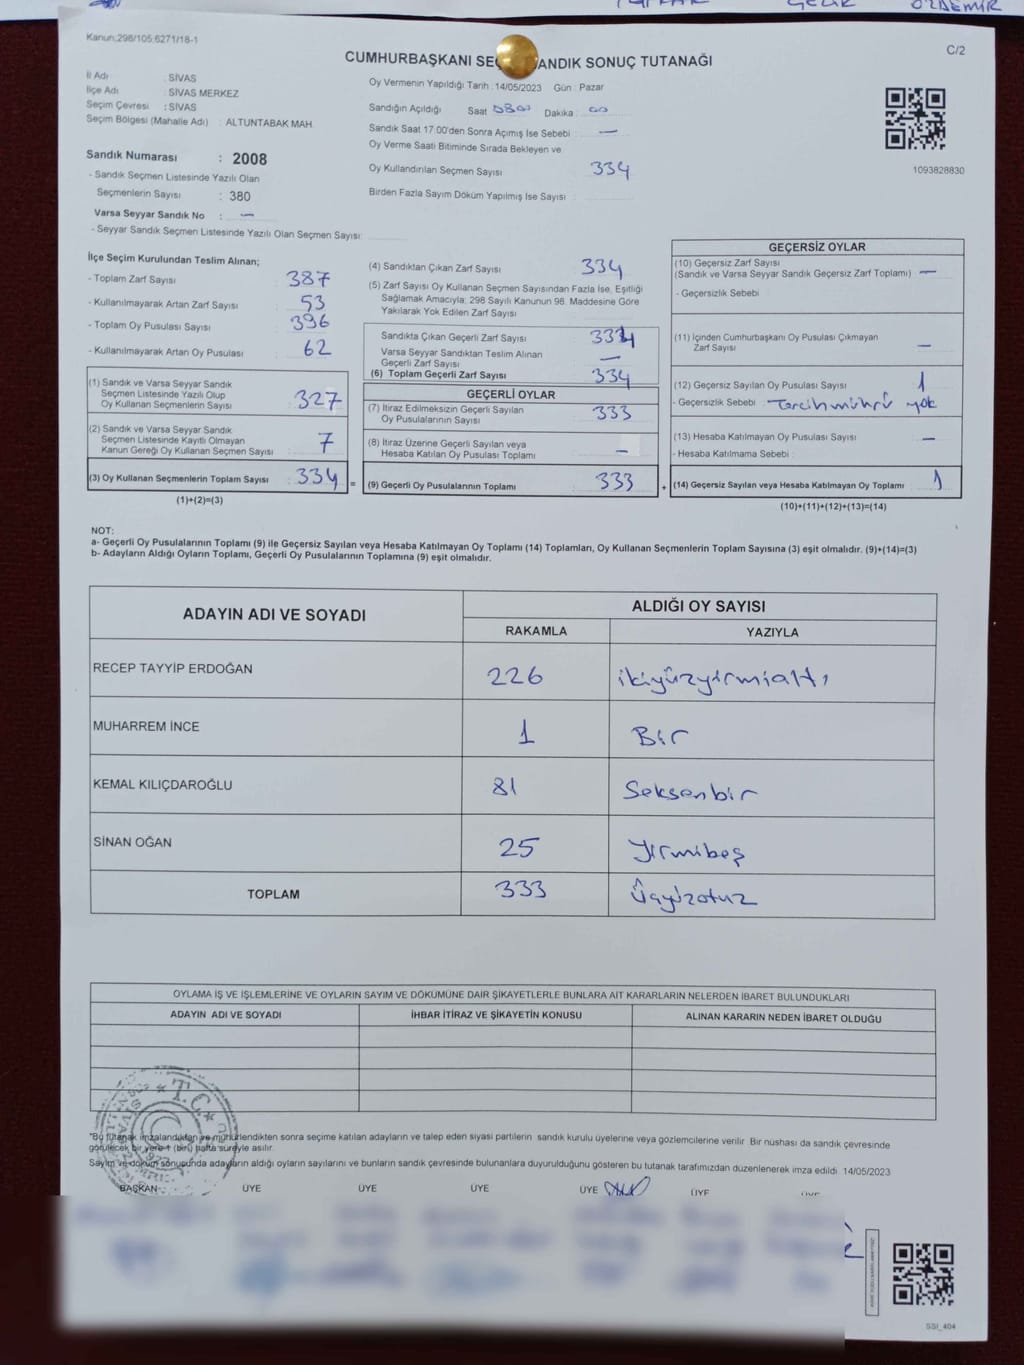 ÖZDEMİR
Kanun:298/105;6271/18-1
C/2
CUMHURBAŞKANI SEÇ ANDIK SONUÇ TUTANAĞI
İl Adı : SİVAS
İlçe Adı : SİVAS MERKEZ
Seçim Çevresi : SİVAS
Seçim Bölgesi (Mahalle Adı) : ALTUNTABAK MAH.
Sandık Numarası : 2008
- Sandık Seçmen Listesinde Yazılı Olan
Seçmenlerin Sayısı : 380
Varsa Seyyar Sandık No : —
- Seyyar Sandık Seçmen Listesinde Yazılı Olan Seçmen Sayısı:
Oy Vermenin Yapıldığı Tarih : 14/05/2023 Gün : Pazar
Sandığın Açıldığı Saat Dakika : 00
Sandık Saat 17.00'den Sonra Açımış İse Sebebi : —
Oy Verme Saati Bitiminde Sırada Bekleyen ve
Oy Kullandırılan Seçmen Sayısı 334
Birden Fazla Sayım Döküm Yapılmış İse Sayısı :
1093828830
İlçe Seçim Kurulundan Teslim Alınan;
- Toplam Zarf Sayısı : 387
- Kullanılmayarak Artan Zarf Sayısı : 53
- Toplam Oy Pusulası Sayısı : 396
- Kullanılmayarak Artan Oy Pusulası : 62
(1) Sandık ve Varsa Seyyar Sandık
Seçmen Listesinde Yazılı Olup
Oy Kullanan Seçmenlerin Sayısı : 327
(2) Sandık ve Varsa Seyyar Sandık
Seçmen Listesinde Kayıtlı Olmayan
Kanun Gereği Oy Kullanan Seçmen Sayısı : 7
(3) Oy Kullanan Seçmenlerin Toplam Sayısı : 334 =
(1)+(2)=(3)
(4) Sandıktan Çıkan Zarf Sayısı : 334
(5) Zarf Sayısı Oy Kullanan Seçmen Sayısından Fazla İse, Eşitliği
Sağlamak Amacıyla; 298 Sayılı Kanunun 98. Maddesine Göre
Yakılarak Yok Edilen Zarf Sayısı :
Sandıkta Çıkan Geçerli Zarf Sayısı : 334
Varsa Seyyar Sandıktan Teslim Alınan
Geçerli Zarf Sayısı : —
(6) Toplam Geçerli Zarf Sayısı : 334
GEÇERLİ OYLAR
(7) İtiraz Edilmeksizin Geçerli Sayılan
Oy Pusulalarının Sayısı : 333
(8) İtiraz Üzerine Geçerli Sayılan veya
Hesaba Katılan Oy Pusulası Toplamı : —
(9) Geçerli Oy Pusulalarının Toplamı : 333 +
GEÇERSİZ OYLAR
(10) Geçersiz Zarf Sayısı
(Sandık ve Varsa Seyyar Sandık Geçersiz Zarf Toplamı) : —
- Geçersizlik Sebebi :
(11) İçinden Cumhurbaşkanı Oy Pusulası Çıkmayan
Zarf Sayısı : —
(12) Geçersiz Sayılan Oy Pusulası Sayısı : 1
- Geçersizlik Sebebi : Tercih mührü yok
(13) Hesaba Katılmayan Oy Pusulası Sayısı : —
- Hesaba Katılmama Sebebi :
(14) Geçersiz Sayılan veya Hesaba Katılmayan Oy Toplamı : 1
(10)+(11)+(12)+(13)=(14)
NOT:
a- Geçerli Oy Pusulalarının Toplamı (9) ile Geçersiz Sayılan veya Hesaba Katılmayan Oy Toplamı (14) Toplamları, Oy Kullanan Seçmenlerin Toplam Sayısına (3) eşit olmalıdır. (9)+(14)=(3)
b- Adayların Aldığı Oyların Toplamı, Geçerli Oy Pusulalarının Toplamına (9) eşit olmalıdır.
ADAYIN ADI VE SOYADI ALDIĞI OY SAYISI
RAKAMLA YAZIYLA
RECEP TAYYİP ERDOĞAN 226 ikiyüzyirmialtı
MUHARREM İNCE 1 Bir
KEMAL KILIÇDAROĞLU 81 Seksenbir
SİNAN OĞAN 25 Yirmibeş
TOPLAM 333 Üçyüzotuz
OYLAMA İŞ VE İŞLEMLERİNE VE OYLARIN SAYIM VE DÖKÜMÜNE DAİR ŞİKAYETLERLE BUNLARA AİT KARARLARIN NELERDEN İBARET BULUNDUKLARI
ADAYIN ADI VE SOYADI İHBAR İTİRAZ VE ŞİKAYETİN KONUSU ALINAN KARARIN NEDEN İBARET OLDUĞU
T.C.
*Bu tutanak imzalandıktan ve mühürlendikten sonra seçime katılan adayların ve talep eden siyasi partilerin sandık kurulu üyelerine veya gözlemcilerine verilir. Bir nüshası da sandık çevresinde
görülecek bir yere 1 (bir) hafta süreyle asılır.
Sayım ve döküm sonusunda adayların aldığı oyların sayılarını ve bunların sandık çevresinde bulunanlara duyurulduğunu gösteren bu tutanak tarafımızdan düzenlenerek imza edildi. 14/05/2023
BAŞKAN ÜYE ÜYE ÜYE ÜYE ÜYE ÜYE
SSI_404